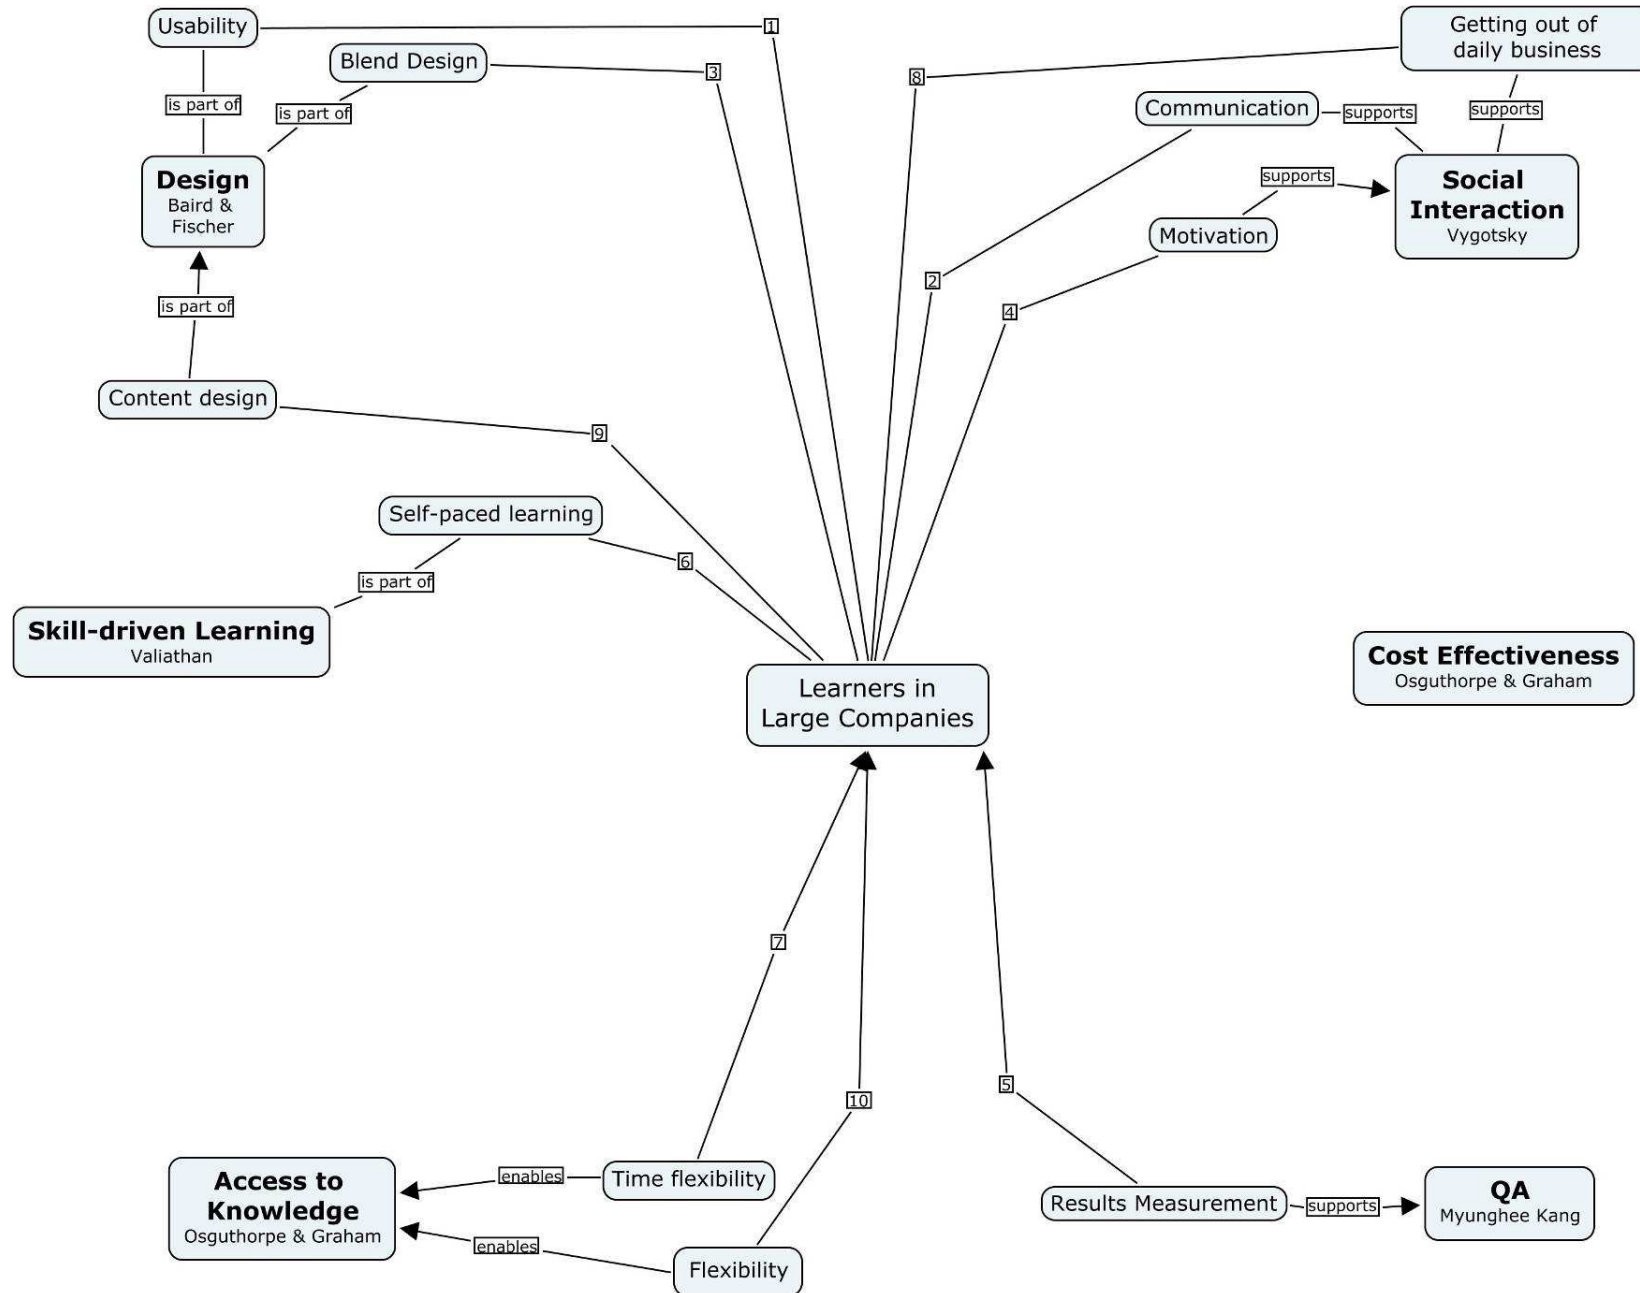 Usability
1
Getting out of
daily business
Blend Design
3
8
is part of
is part of
Communication
supports
supports
Design
Baird &
Fischer
supports
Social
Interaction
Vygotsky
Motivation
2
4
is part of
Content design
9
Self-paced learning
6
is part of
Skill-driven Learning
Valiathan
Learners in
Large Companies
Cost Effectiveness
Osguthorpe & Graham
7
10
5
Access to
Knowledge
Osguthorpe & Graham
enables
Time flexibility
enables
Flexibility
Results Measurement
supports
QA
Myunghee Kang